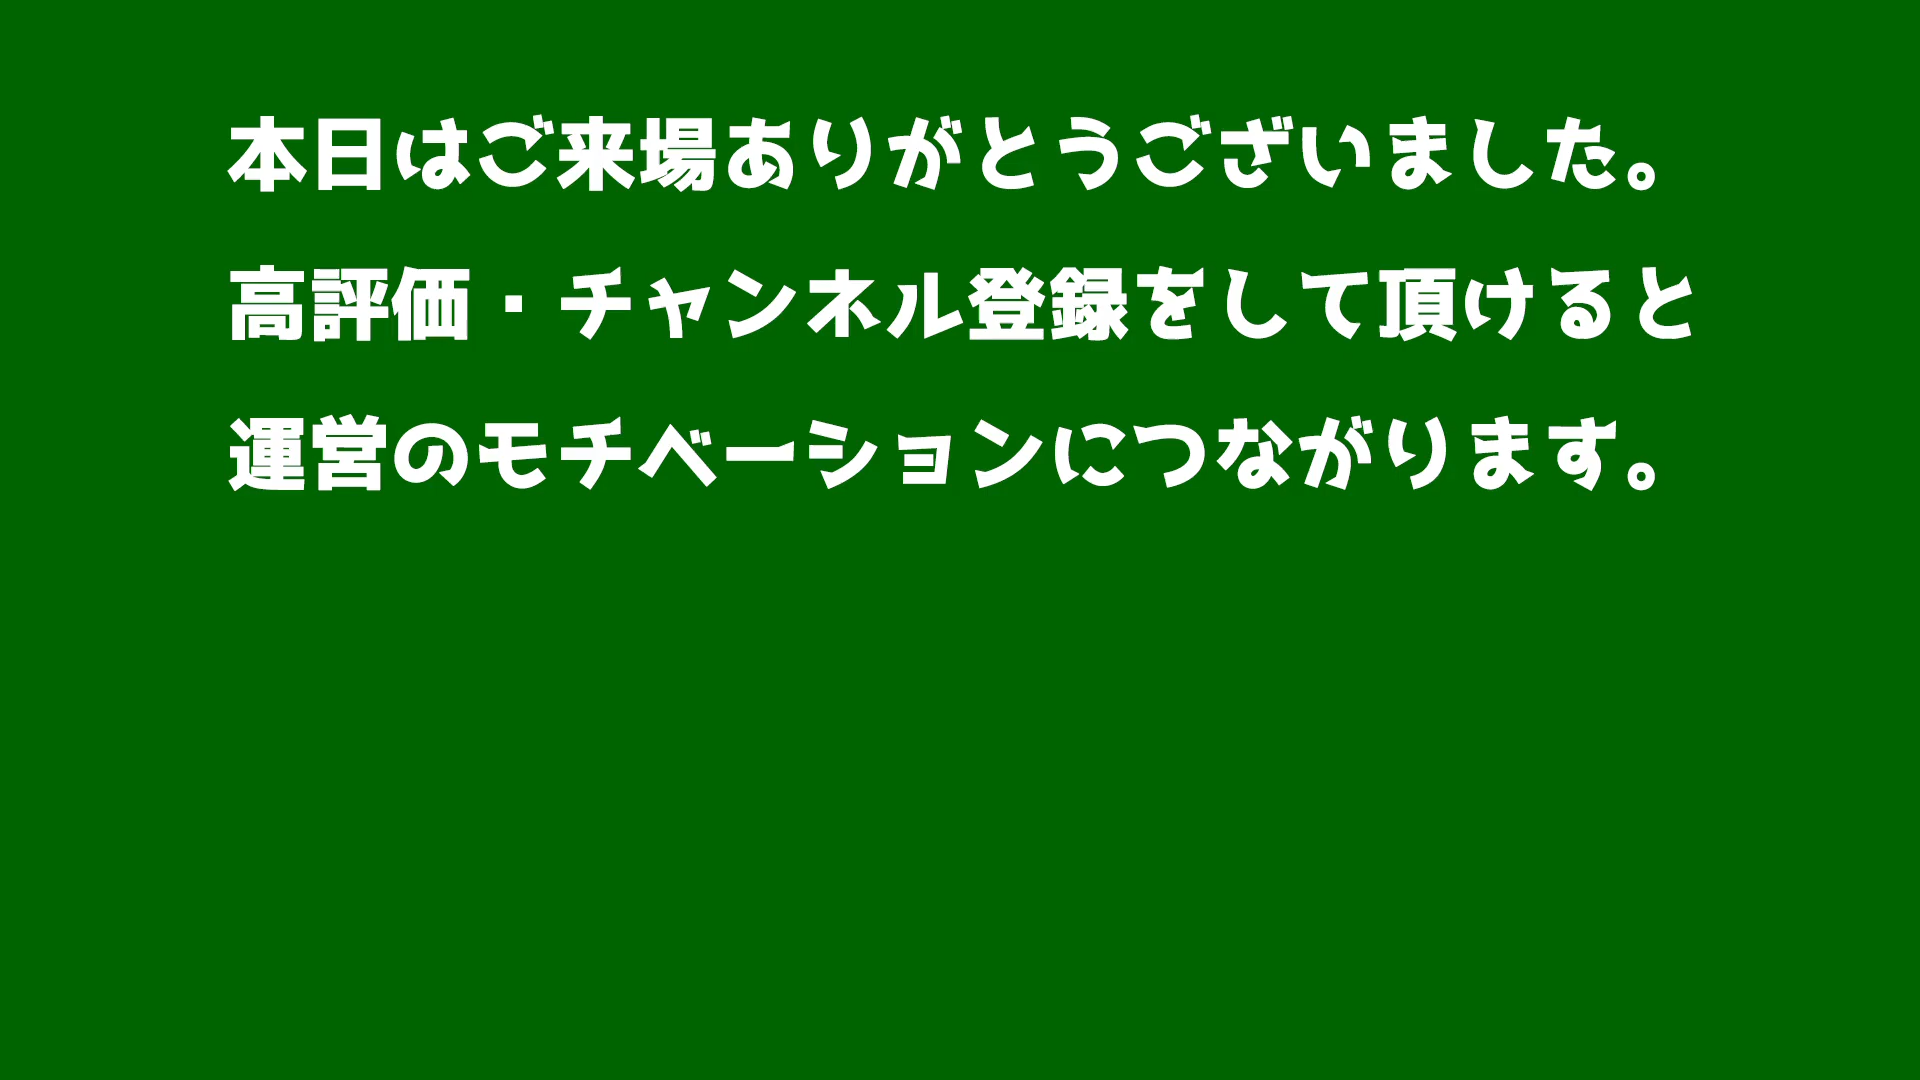 本日はご来場ありがとうございました。
高評価・チャンネル登録をして頂けると
運営のモチベーションにつながります。